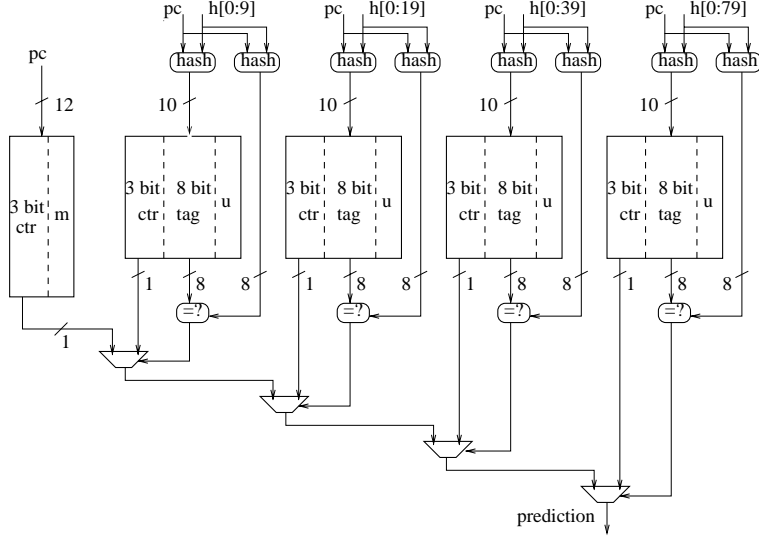 pc h[0:9] pc h[0:19] pc h[0:39] pc h[0:79]
pc
hash hash hash hash hash hash hash hash
12 10 10 10 10
3 bit 8 bit 3 bit 8 bit 3 bit 8 bit 3 bit 8 bit
3 bit m ctr tag u ctr tag u ctr tag u ctr tag u
ctr
1 8 8 1 8 8 1 8 8 1 8 8
=? =? =? =?
1
prediction